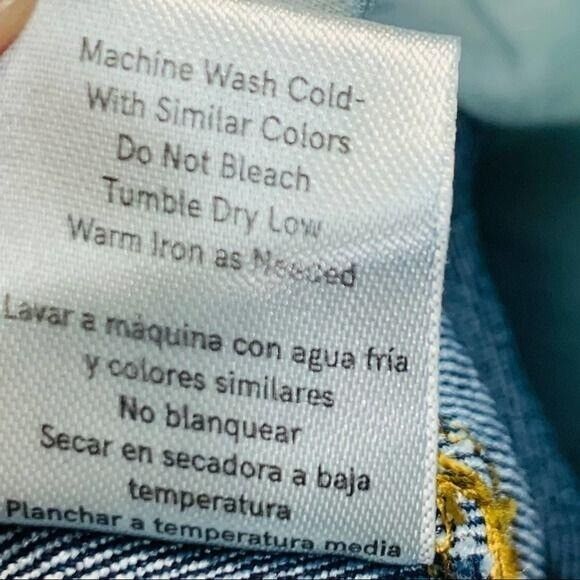 Machine Wash Cold-
With Similar Colors
Do Not Bleach
Tumble Dry Low
Warm Iron as Needed
Lavar a máquina con agua fría
y colores similares
No blanquear
Secar en secadora a baja
temperatura
Planchar a temperatura media